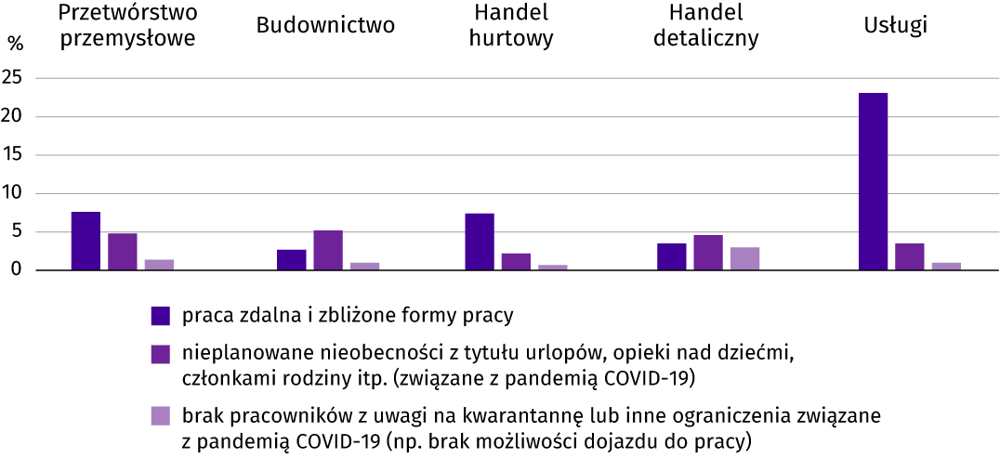 Przetwórstwo
przemysłowe
Budownictwo
Handel
hurtowy
Handel
detaliczny
Usługi
%
25
20
15
10
5
0
praca zdalna i zbliżone formy pracy
nieplanowane nieobecności z tytułu urlopów, opieki nad dziećmi,
członkami rodziny itp. (związane z pandemią COVID-19)
brak pracowników z uwagi na kwarantannę lub inne ograniczenia związane
z pandemią COVID-19 (np. brak możliwości dojazdu do pracy)